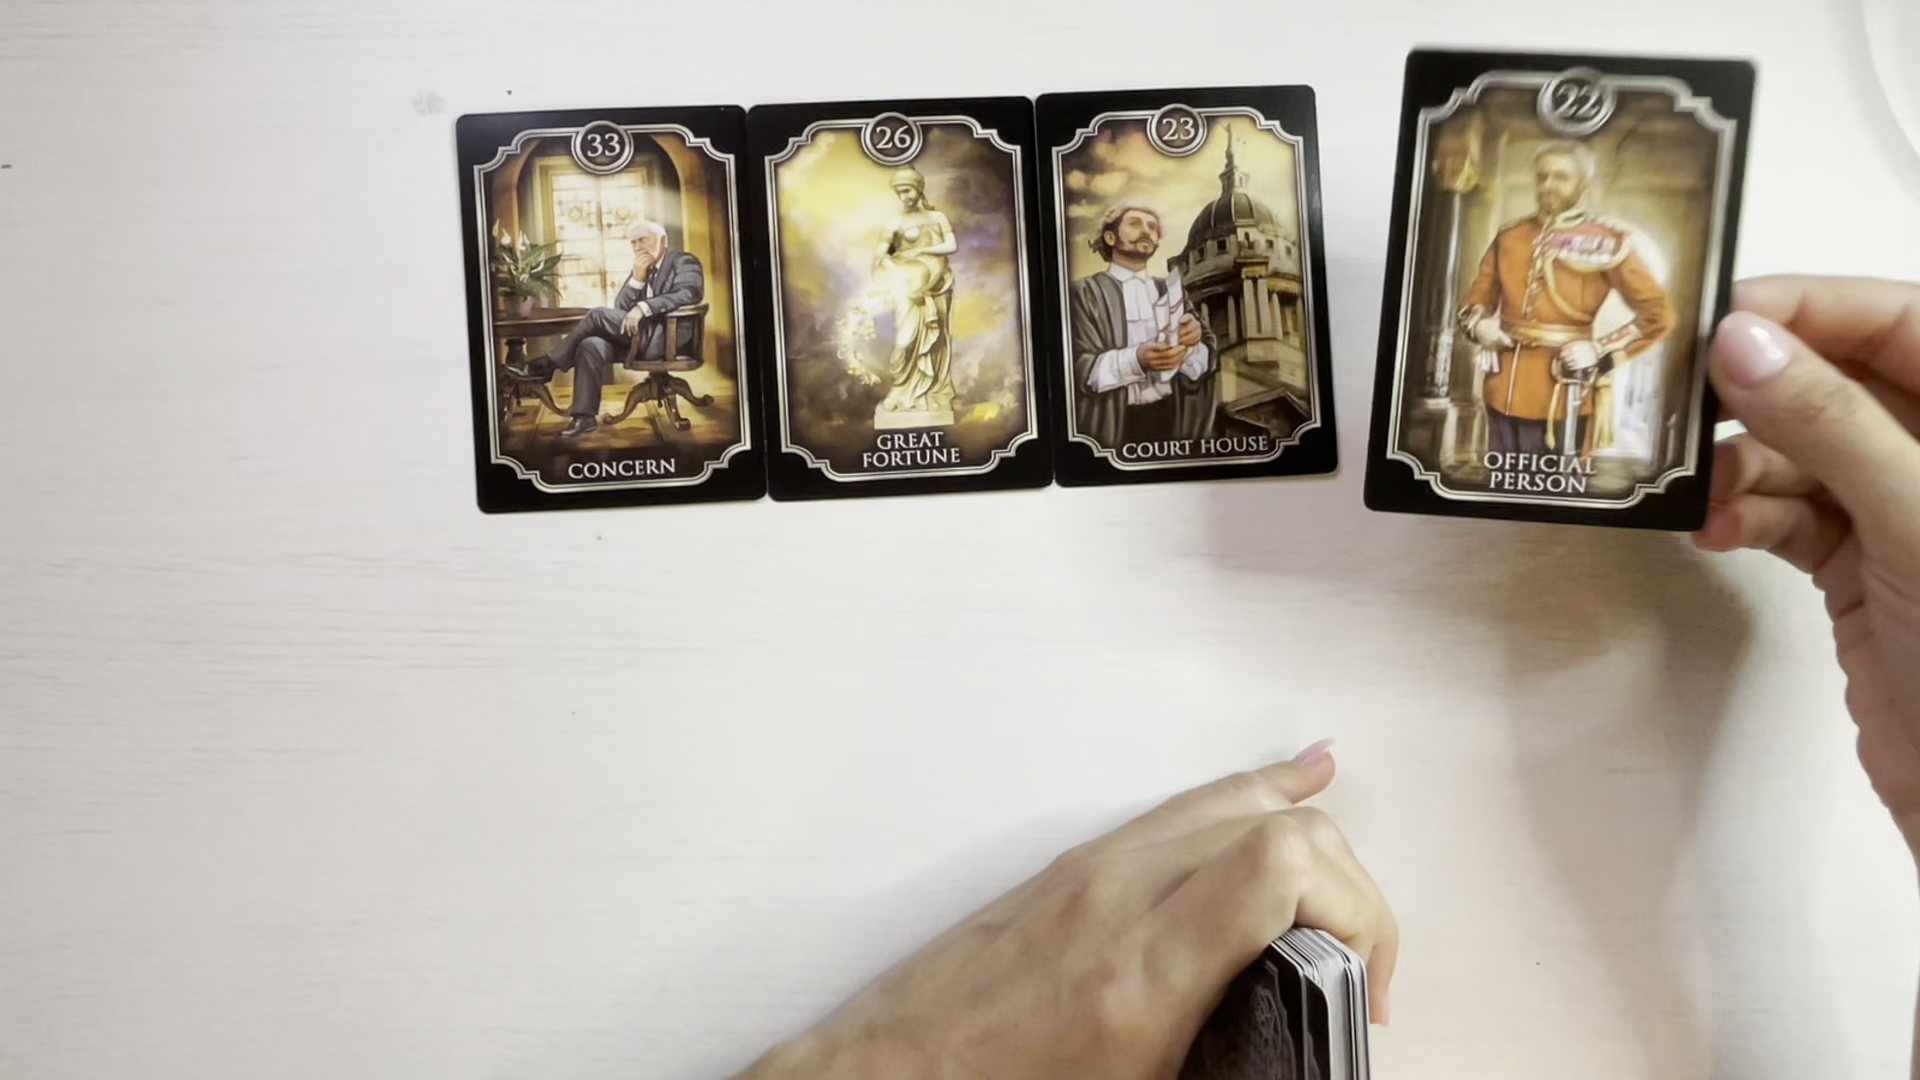 33
CONCERN
26
GREAT
FORTUNE
23
COURT HOUSE
22
OFFICIAL
PERSON